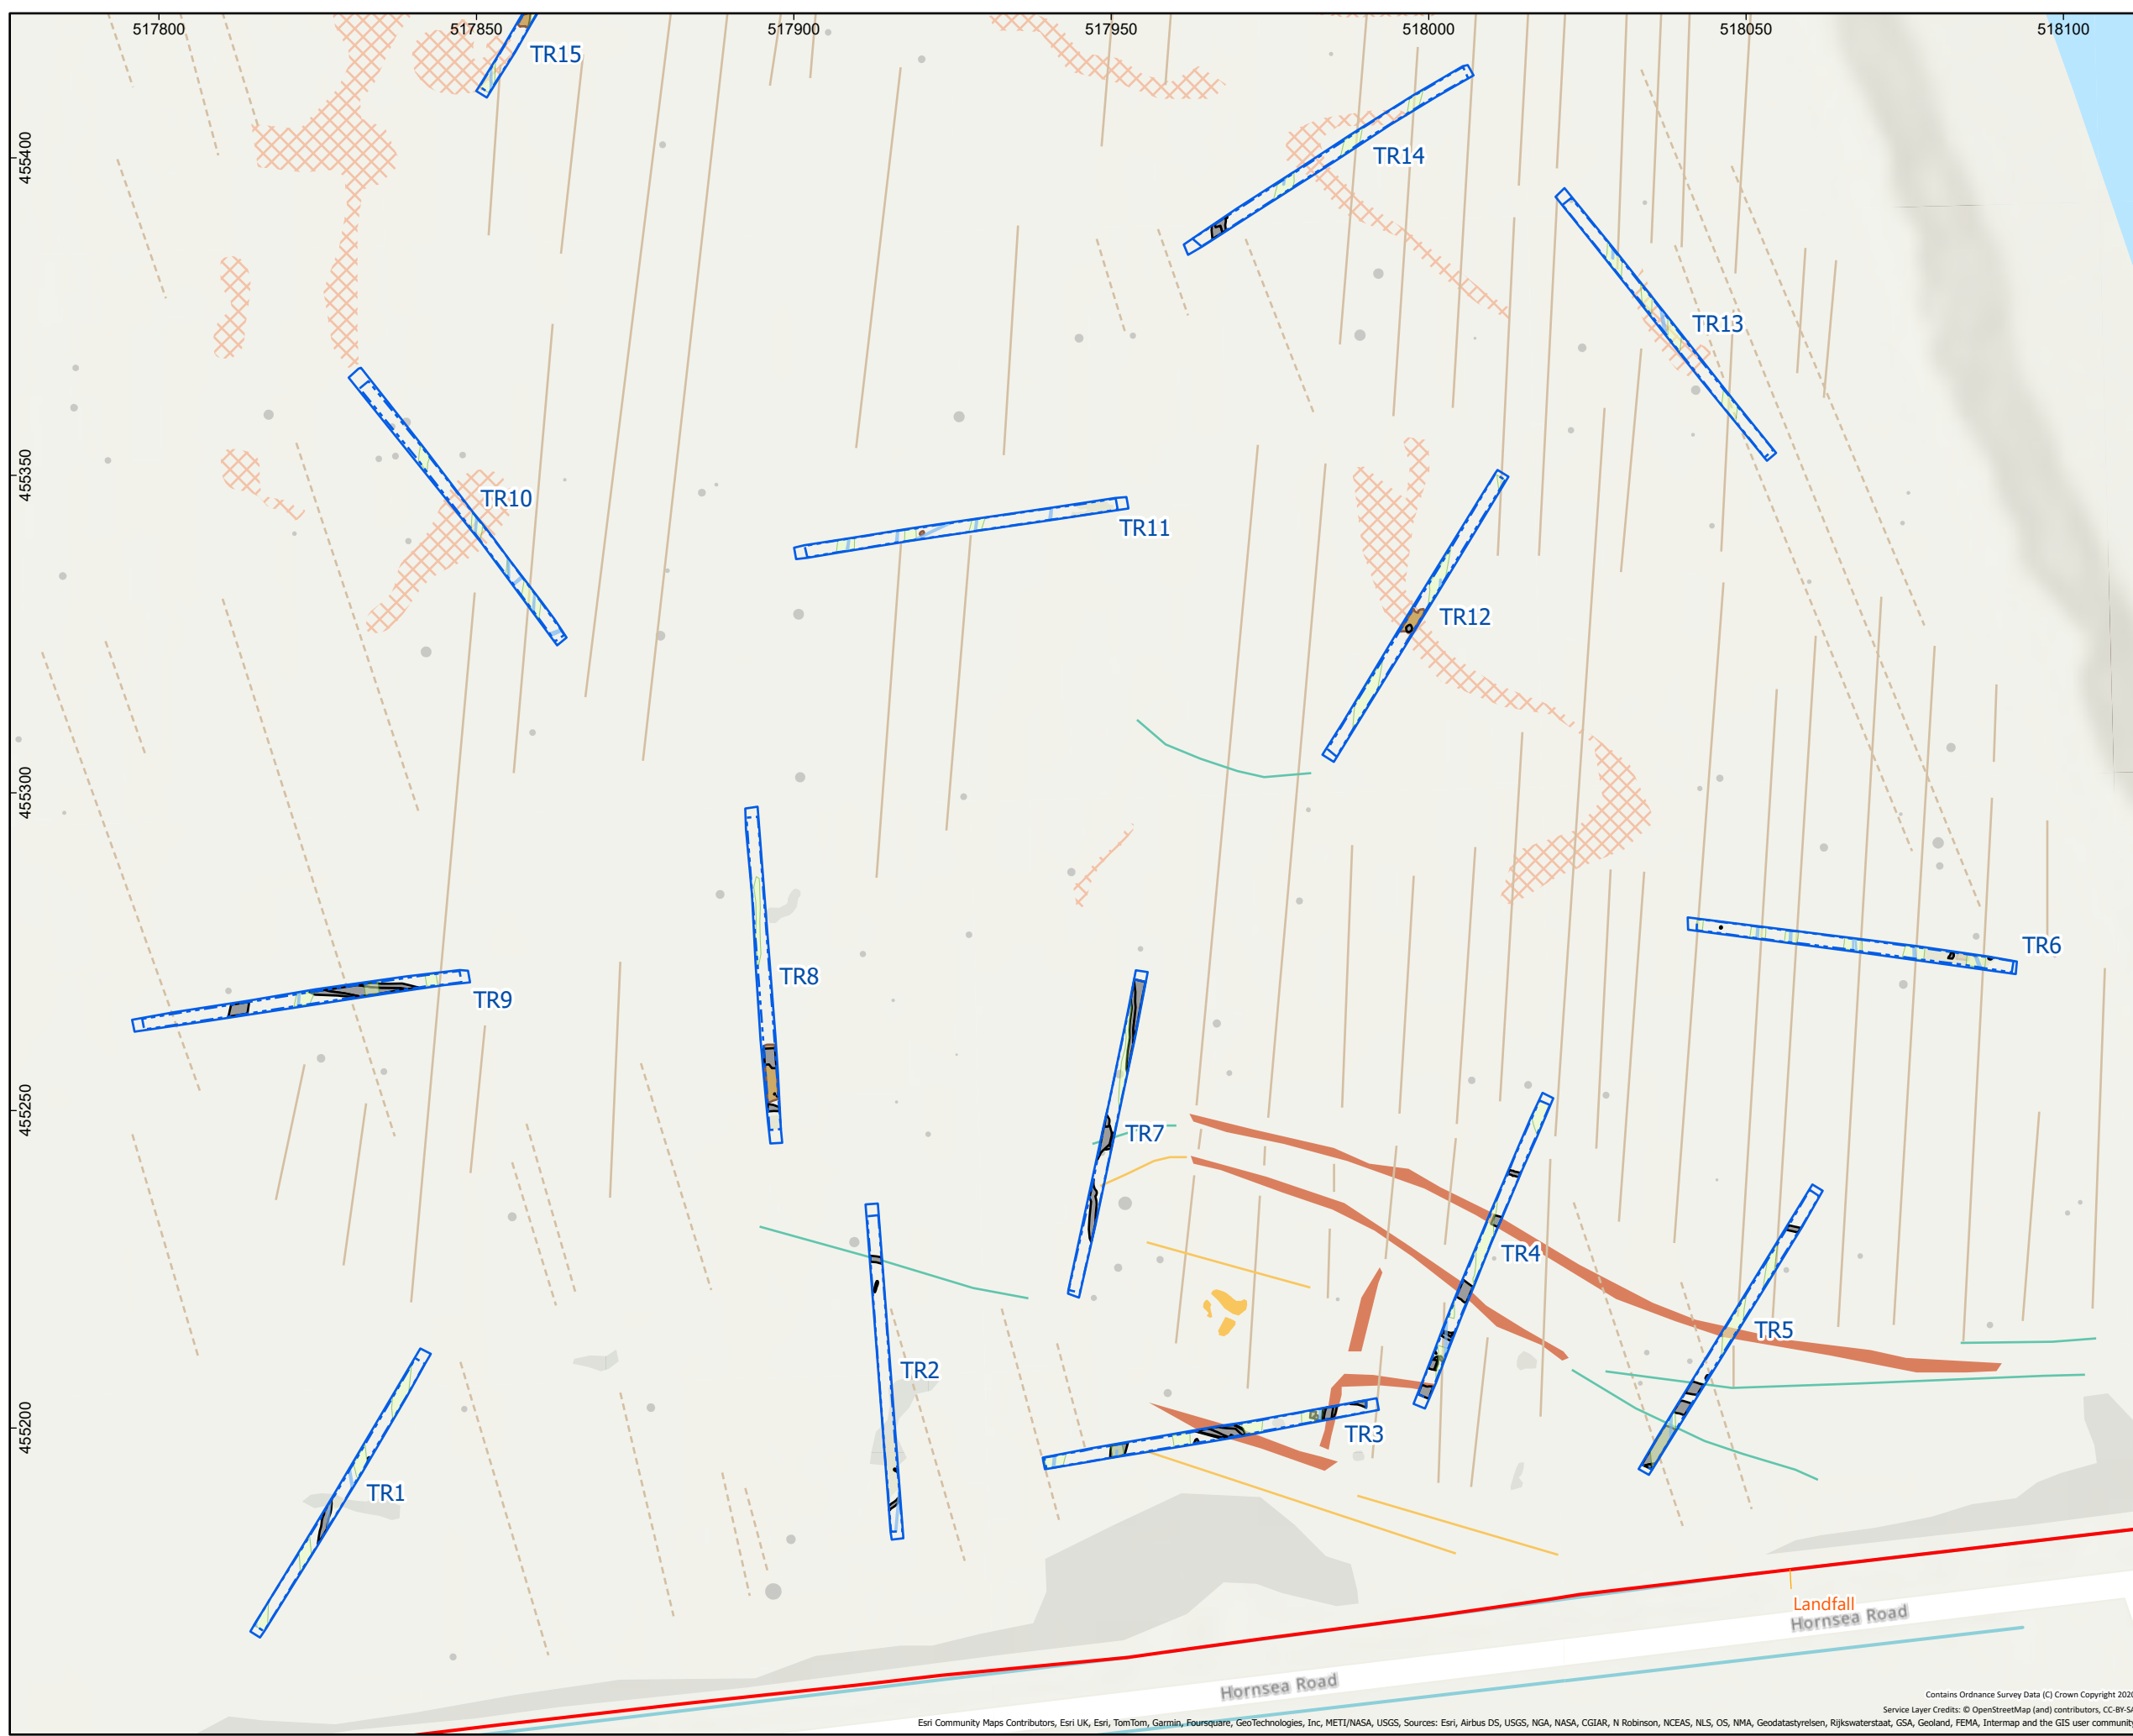 517800 517850 517900 517950 518000 518050 518100
TR15
455400
TR14
TR13
455350
TR10
TR11
TR12
455300
TR6
TR8
TR9
455250
TR7
TR4
TR5
TR2
455200
TR3
TR1
Landfall
Hornsea Road
Hornsea Road
Contains Ordnance Survey Data (C) Crown Copyright 2020
Service Layer Credits: © OpenStreetMap (and) contributors, CC-BY-SA
Esri Community Maps Contributors, Esri UK, Esri, TomTom, Garmin, Foursquare, GeoTechnologies, Inc, METI/NASA, USGS, Sources: Esri, Airbus DS, USGS, NGA, NASA, CGIAR, N Robinson, NCEAS, NLS, OS, NMA, Geodatastyrelsen, Rijkswaterstaat, GSA, Geoland, FEMA, Intermap and the GIS user community